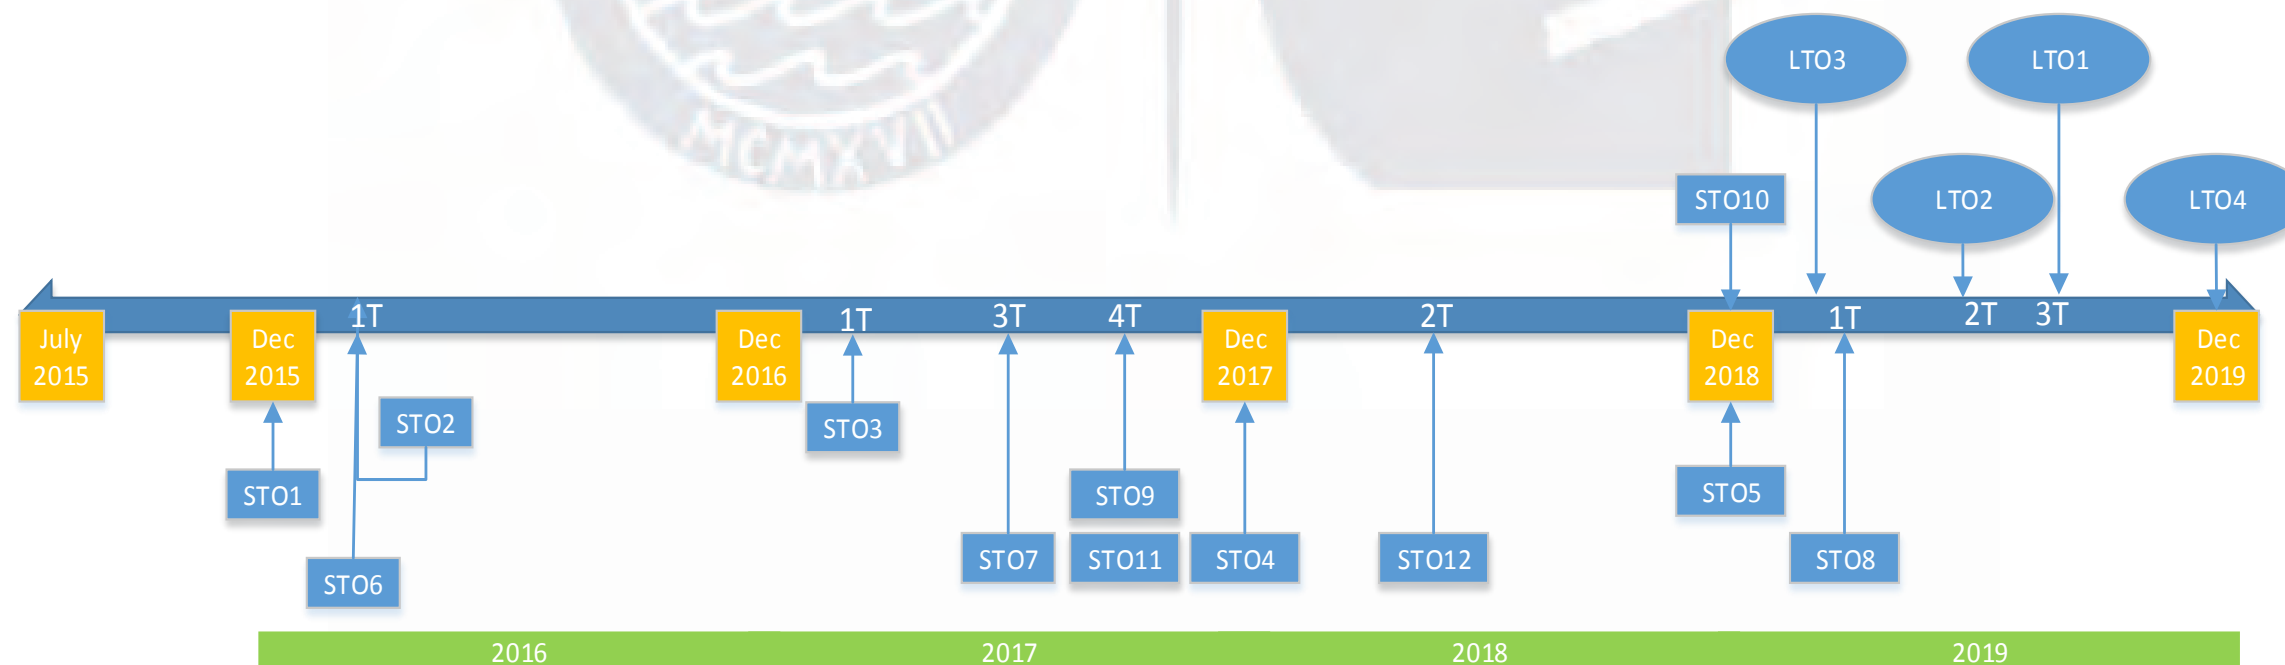 MCMXVII
LTO3
LTO1
STO10
LTO2
LTO4
1T
1T
3T
4T
2T
1T
2T
3T
July
2015
Dec
2015
Dec
2016
Dec
2017
Dec
2018
Dec
2019
STO2
STO3
STO1
STO9
STO5
STO6
STO7
STO11
STO4
STO12
STO8
2016
2017
2018
2019